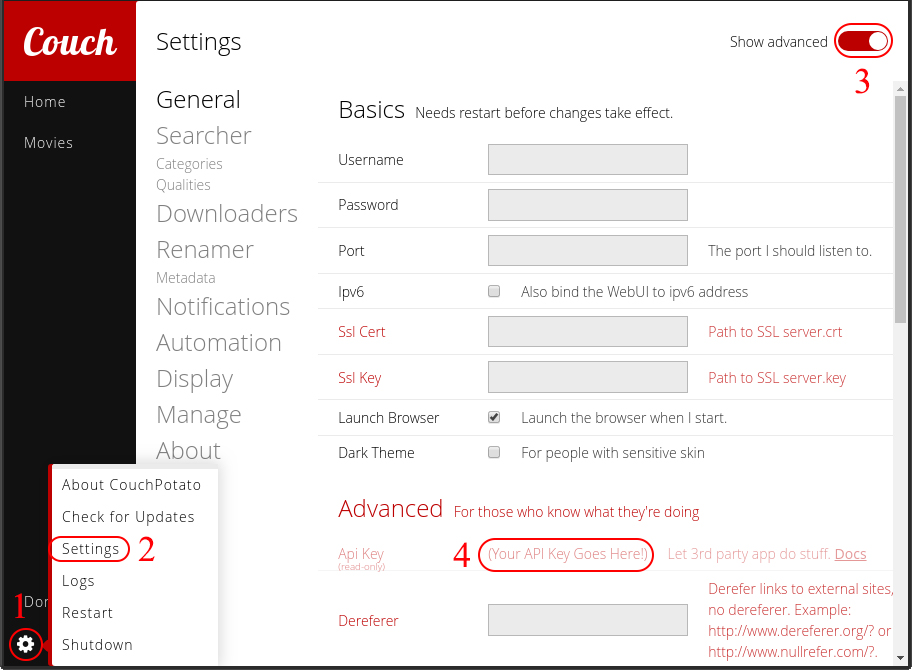 Couch
Settings
Show advanced
3
Home
Movies
General
Searcher
Categories
Qualities
Downloaders
Renamer
Metadata
Notifications
Automation
Display
Manage
About
Basics Needs restart before changes take effect.
Username
Password
Port The port I should listen to.
Ipv6 Also bind the WebUI to ipv6 address
Ssl Cert Path to SSL server.crt
Ssl Key Path to SSL server.key
Launch Browser Launch the browser when I start.
Dark Theme For people with sensitive skin
Advanced For those who know what they're doing
Api Key 4 (Your API Key Goes Here!) Let 3rd party app do stuff. Docs
(read-only)
Dereferer
Derefer links to external sites,
no dereferer. Example:
http://www.dereferer.org/? or
http://www.nullrefer.com/?.
About CouchPotato
Check for Updates
Settings 2
Logs
Restart
Shutdown
1
Don